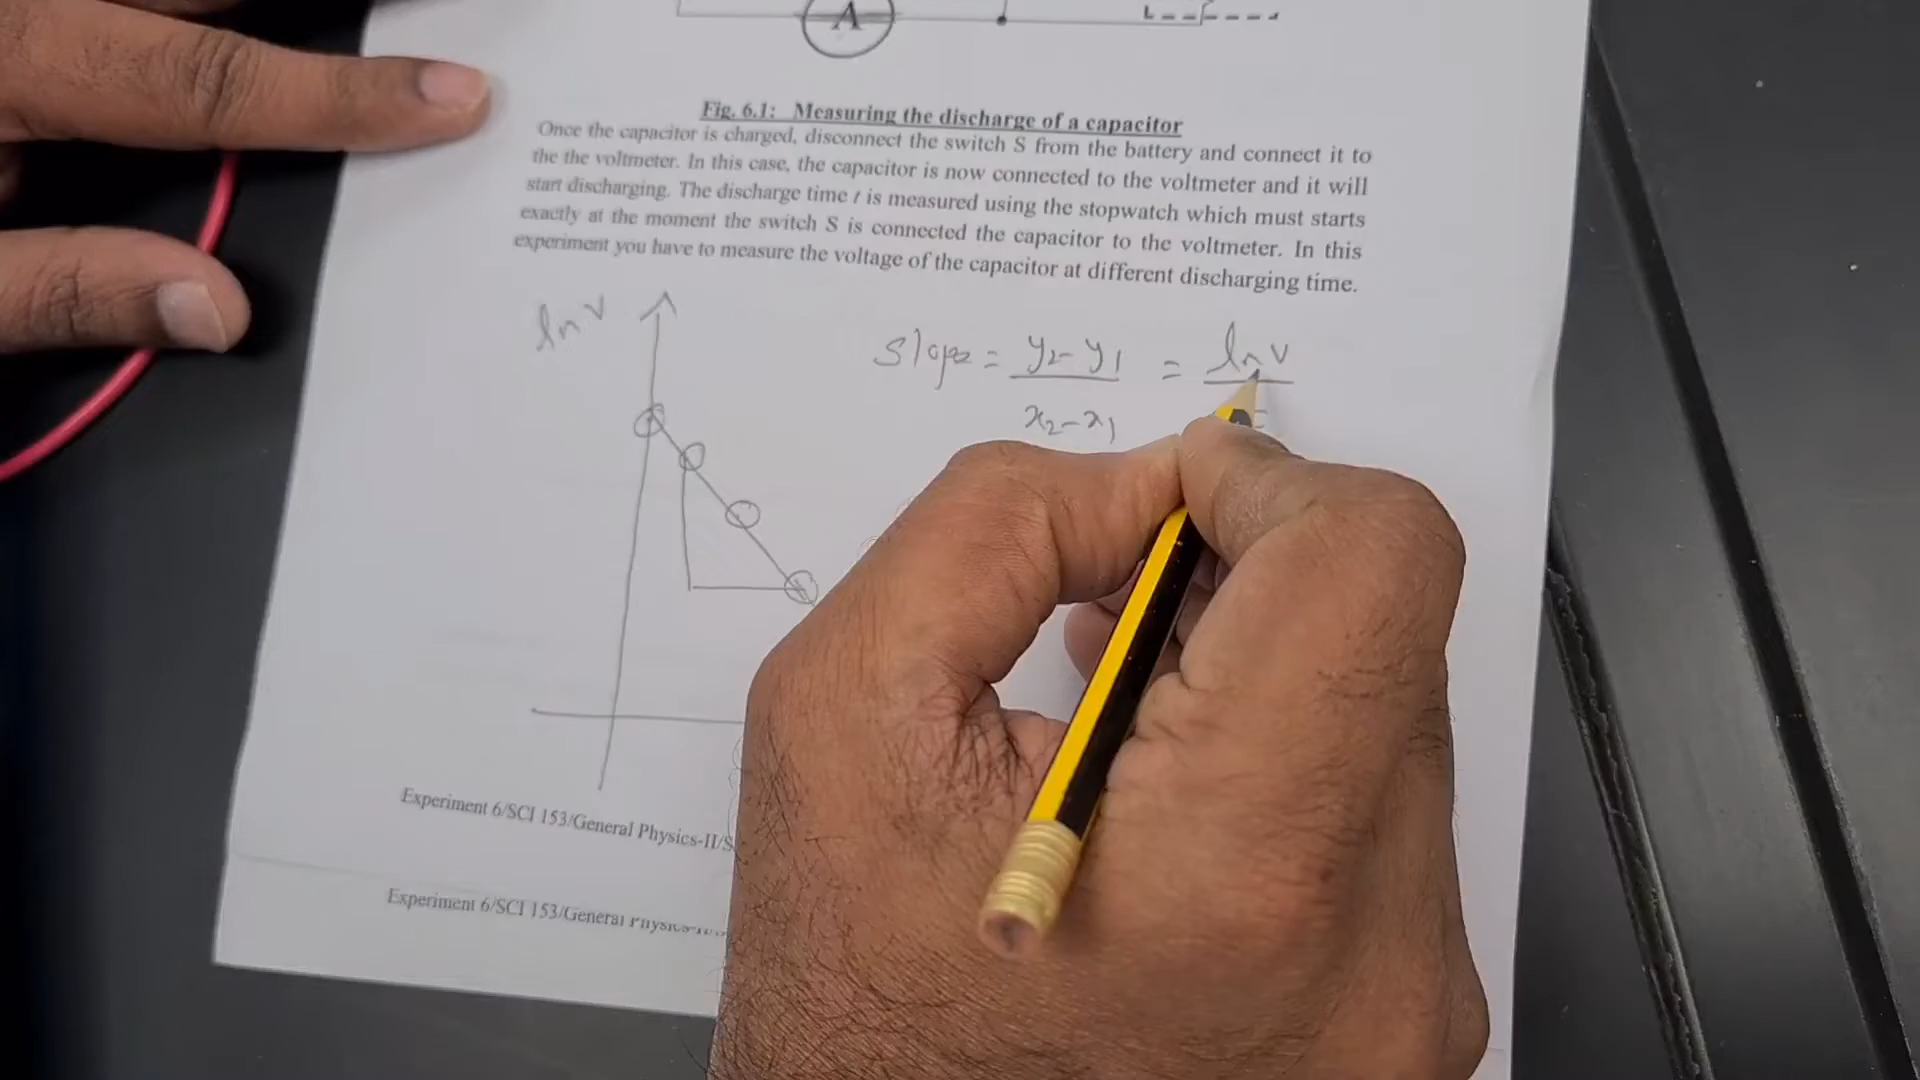 A
Fig. 6.1: Measuring the discharge of a capacitor
Once the capacitor is charged, disconnect the switch S from the battery and connect it to
the the voltmeter. In this case, the capacitor is now connected to the voltmeter and it will
start discharging. The discharge time t is measured using the stopwatch which must starts
exactly at the moment the switch S is connected the capacitor to the voltmeter. In this
experiment you have to measure the voltage of the capacitor at different discharging time.
ln V
Slope = y2 - y1 = ln V
x2 - x1
Experiment 6/SCI 153/General Physics-II/S
Experiment 6/SCI 153/General